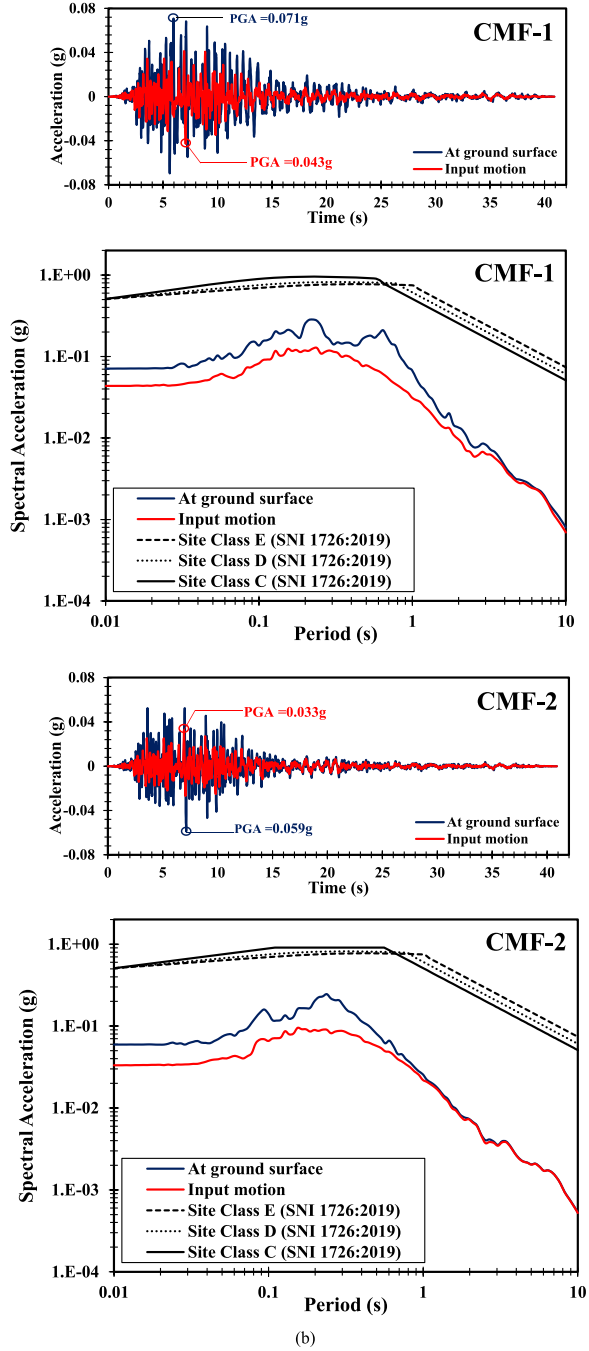 CMF-1
0.08
PGA =0.071g
0.04
0
-0.04
PGA =0.043g
At ground surface
Input motion
-0.08
Acceleration (g)
0 5 10 15 20 25 30 35 40
Time (s)
CMF-1
1.E+00
1.E-01
1.E-02
1.E-03
1.E-04
Spectral Acceleration (g)
At ground surface
Input motion
Site Class E (SNI 1726:2019)
Site Class D (SNI 1726:2019)
Site Class C (SNI 1726:2019)
0.01 0.1 1 10
Period (s)
CMF-2
0.08
PGA =0.033g
0.04
0
-0.04
PGA =0.059g
At ground surface
Input motion
-0.08
Acceleration (g)
0 5 10 15 20 25 30 35 40
Time (s)
CMF-2
1.E+00
1.E-01
1.E-02
1.E-03
1.E-04
Spectral Acceleration (g)
At ground surface
Input motion
Site Class E (SNI 1726:2019)
Site Class D (SNI 1726:2019)
Site Class C (SNI 1726:2019)
0.01 0.1 1 10
Period (s)
(b)